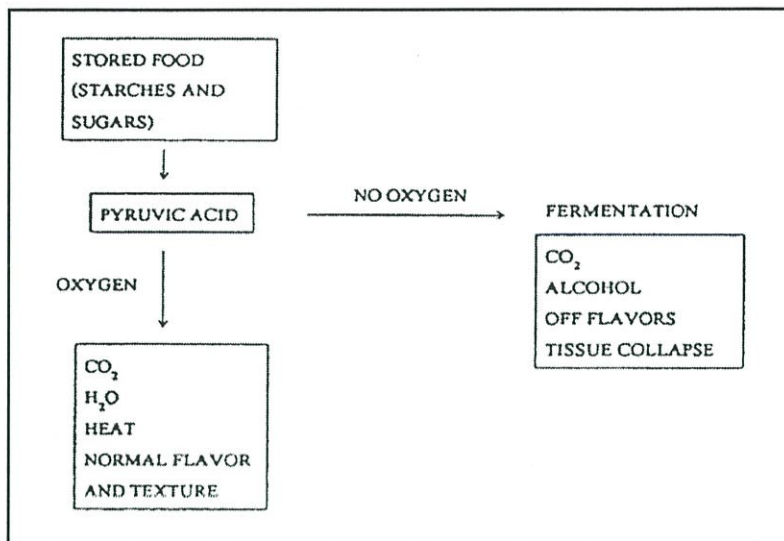 STORED FOOD
(STARCHES AND
SUGARS)
PYRUVIC ACID
NO OXYGEN
FERMENTATION
CO₂
ALCOHOL
OFF FLAVORS
TISSUE COLLAPSE
OXYGEN
CO₂
H₂O
HEAT
NORMAL FLAVOR
AND TEXTURE